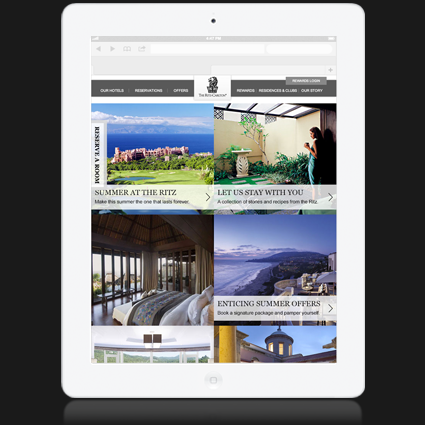 OUR HOTELS
RESERVATIONS
OFFERS
THE RITZ-CARLTON
REWARDS
RESIDENCES & CLUBS
OUR STORY
REWARDS LOGIN
RESERVE A ROOM
SUMMER AT THE RITZ
Make this summer the one that lasts forever.
LET US STAY WITH YOU
A collection of stories and recipes from the Ritz.
ENTICING SUMMER OFFERS
Book a signature package and pamper yourself.